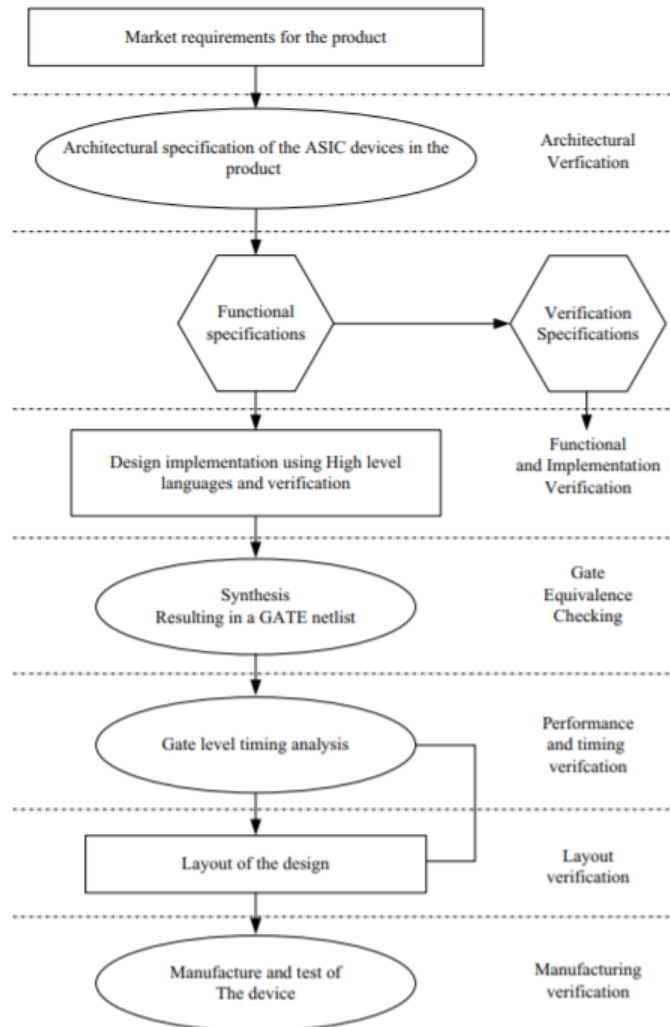 Market requirements for the product
Architectural specification of the ASIC devices in the
product
Architectural
Verfication
Functional
specifications
Verification
Specifications
Design implementation using High level
languages and verification
Functional
and Implementation
Verification
Synthesis
Resulting in a GATE netlist
Gate
Equivalence
Checking
Gate level timing analysis
Performance
and timing
verifcation
Layout of the design
Layout
verification
Manufacture and test of
The device
Manufacturing
verification